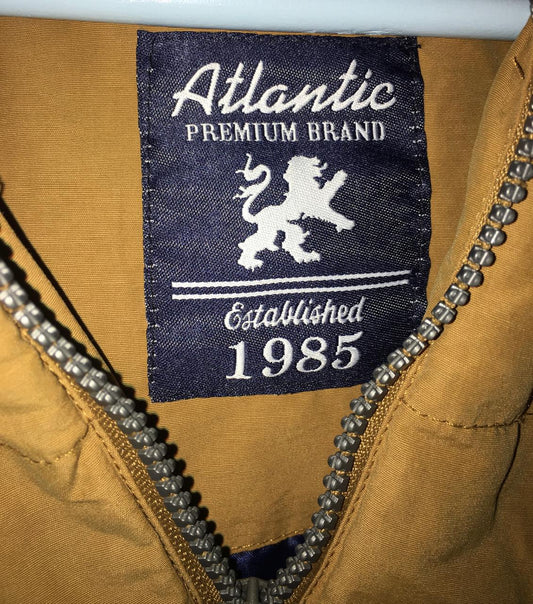 Atlantic
PREMIUM BRAND
Established
1985